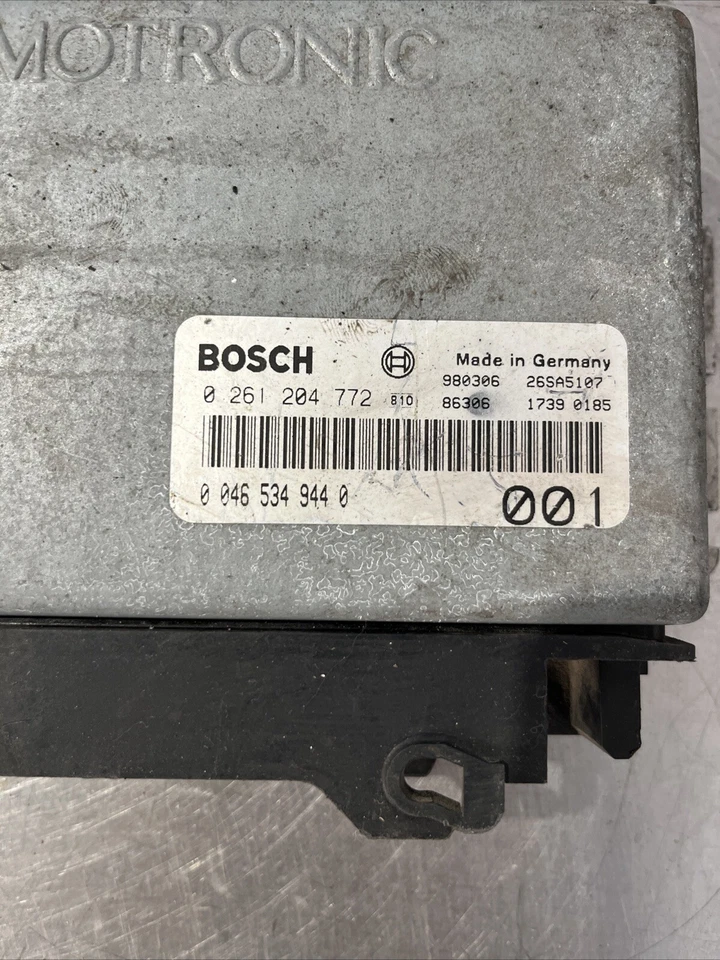 MOTRONIC
BOSCH Made in Germany
980306 26SA5107
0 261 204 772 810 86306 1739 0185
0 046 534 944 0 001